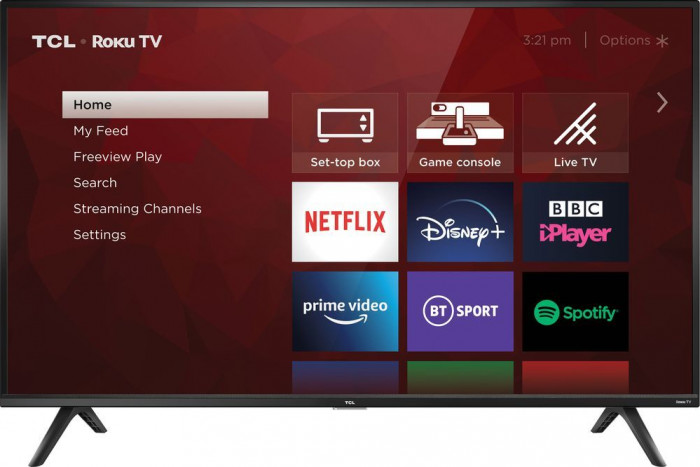 TCL • Roku TV
3:21 pm | Options
Home
My Feed
Freeview Play
Search
Streaming Channels
Settings
Set-top box
Game console
Live TV
NETFLIX
Disney+
BBC
iPlayer
prime video
BT SPORT
Spotify
TCL
Roku TV